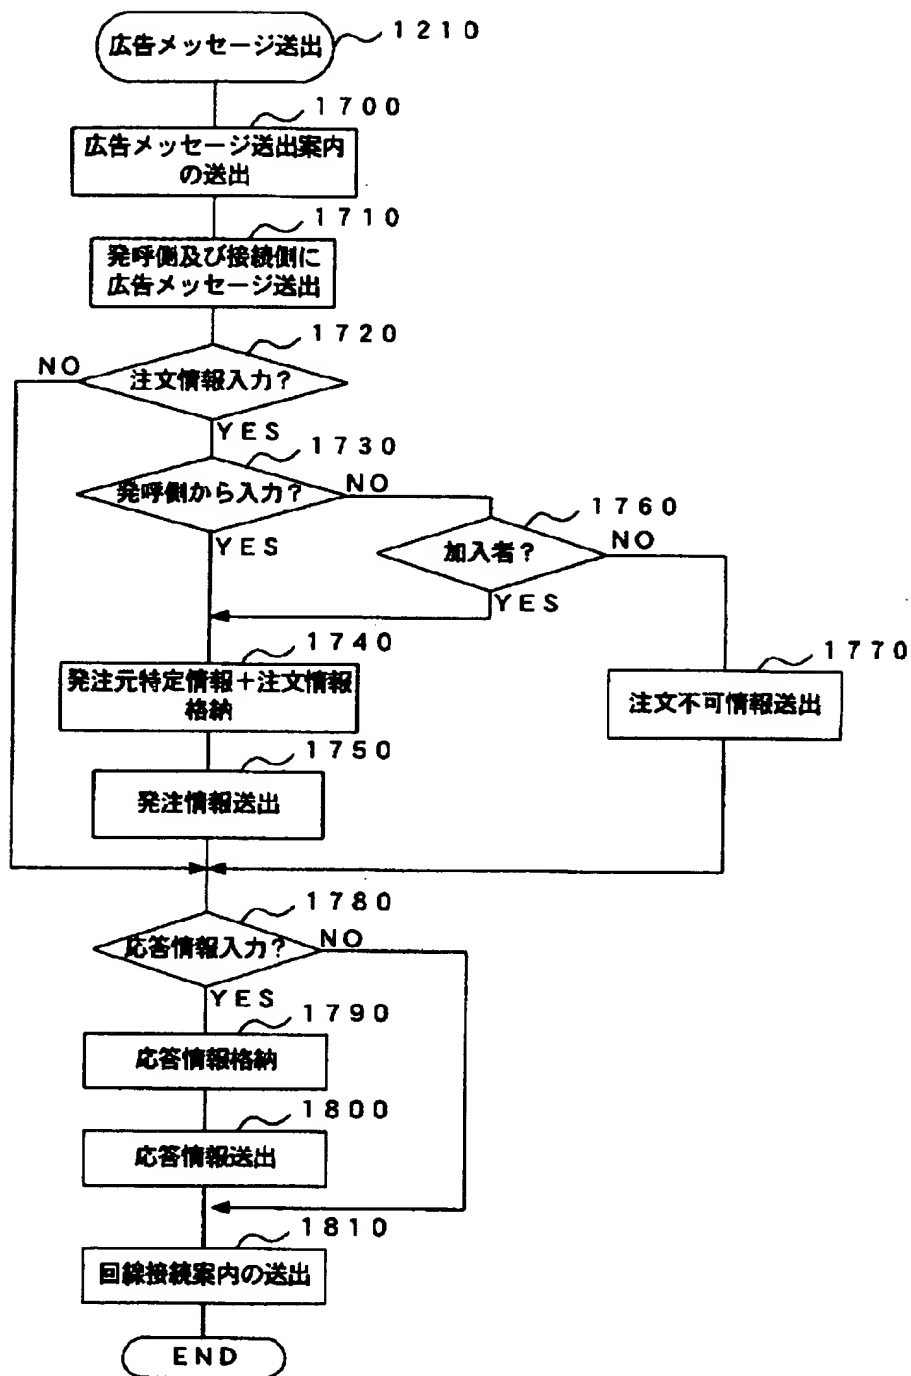 広告メッセージ送出
1210
1700
広告メッセージ送出案内
の送出
1710
発呼側及び接続側に
広告メッセージ送出
1720
NO
注文情報入力?
YES
1730
発呼側から入力?
NO
YES
1760
加入者?
NO
YES
1740
発注元特定情報+注文情報
格納
1770
注文不可情報送出
1750
発注情報送出
1780
応答情報入力?
NO
YES
1790
応答情報格納
1800
応答情報送出
1810
回線接続案内の送出
END